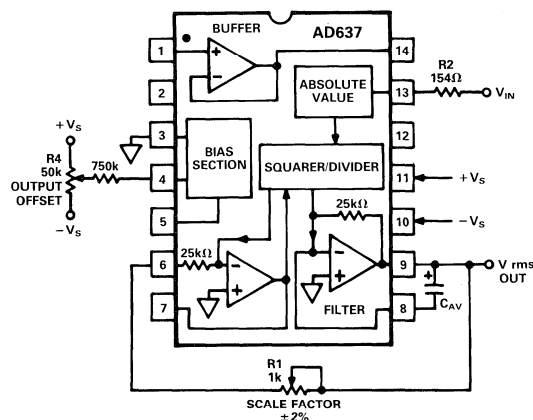 BUFFER
AD637
1
14
R2
154Ω
ABSOLUTE
VALUE
2
13
V_IN
+V_S
3
12
R4
50k
OUTPUT
OFFSET
750k
BIAS
SECTION
SQUARER/DIVIDER
4
11
+V_S
-V_S
5
25kΩ
10
-V_S
6
25kΩ
9
V rms
OUT
7
FILTER
8
C_AV
R1
1k
SCALE FACTOR
±2%
+
−
+
−
+
−
+